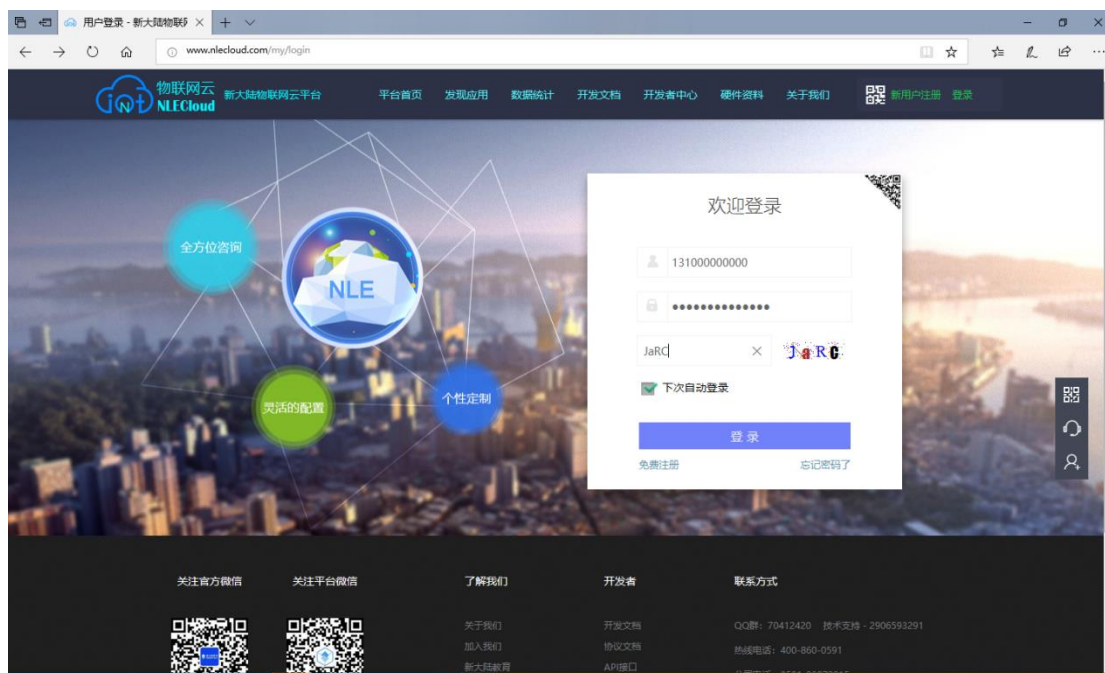 用户登录 - 新大陆物联网
www.nlecloud.com/my/login
物联网云
NLECloud
新大陆物联网云平台 平台首页 发现应用 数据统计 开发文档 开发者中心 硬件资料 关于我们 新用户注册 登录
全方位咨询
NLE
灵活的配置
个性定制
欢迎登录
131000000000
JaRC JaRC
下次自动登录
登 录
免费注册 忘记密码了
关注官方微信 关注平台微信 了解我们 开发者 联系方式
关于我们 开发文档 QQ群：70412420 技术支持 - 2906593291
加入我们 协议文档 热线电话：400-860-0591
新大陆教育 API接口